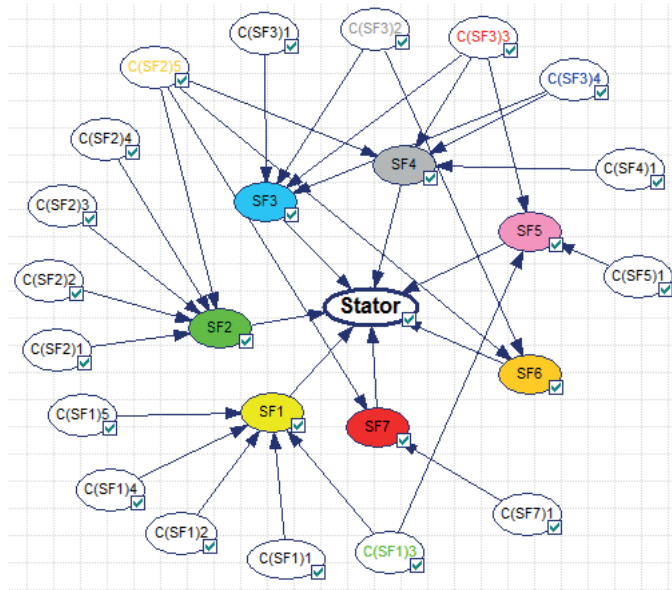 C(SF3)1
C(SF3)2
C(SF3)3
C(SF2)5
C(SF3)4
C(SF2)4
SF4
C(SF4)1
SF3
C(SF2)3
SF5
C(SF2)2
C(SF5)1
Stator
SF2
C(SF2)1
SF6
C(SF1)5
SF1
SF7
C(SF1)4
C(SF7)1
C(SF1)2
C(SF1)1
C(SF1)3